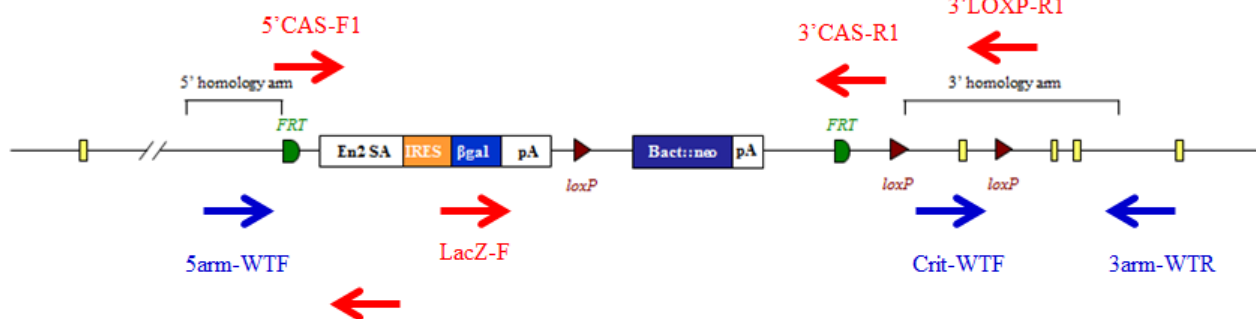 3'LOXP-R1
5'CAS-F1
3'CAS-R1
5' homology arm
3' homology arm
FRT
FRT
En2 SA IRES βgal pA
Bact::neo pA
loxP
loxP
loxP
5arm-WTF
LacZ-F
Crit-WTF
3arm-WTR